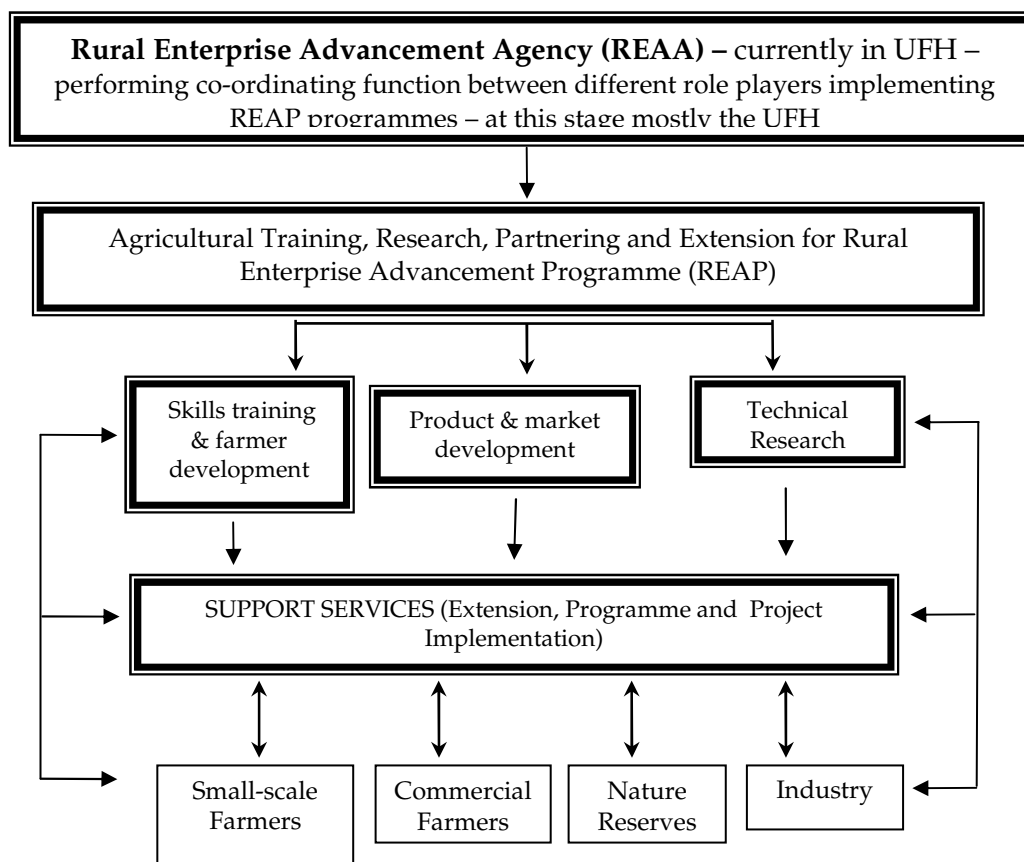 Rural Enterprise Advancement Agency (REAA) – currently in UFH –
performing co-ordinating function between different role players implementing
REAP programmes – at this stage mostly the UFH
Agricultural Training, Research, Partnering and Extension for Rural
Enterprise Advancement Programme (REAP)
Skills training
& farmer
development
Product & market
development
Technical
Research
SUPPORT SERVICES (Extension, Programme and Project
Implementation)
Small-scale
Farmers
Commercial
Farmers
Nature
Reserves
Industry